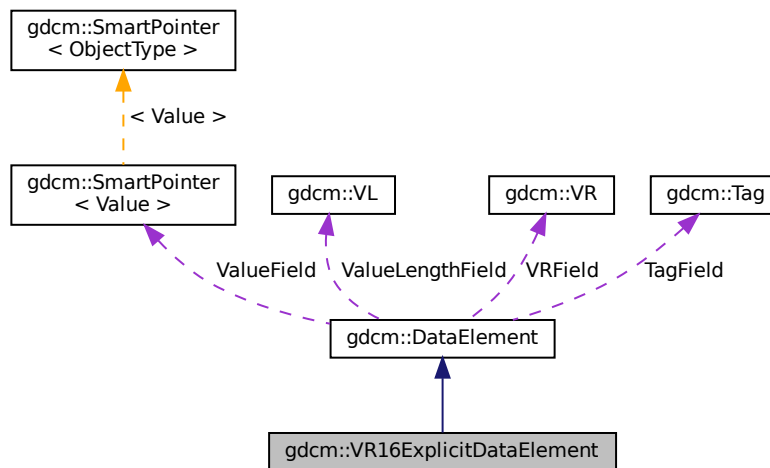 gdcm::SmartPointer
< ObjectType >
< Value >
gdcm::SmartPointer
< Value >
gdcm::VL
gdcm::VR
gdcm::Tag
ValueField
ValueLengthField
VRField
TagField
gdcm::DataElement
gdcm::VR16ExplicitDataElement